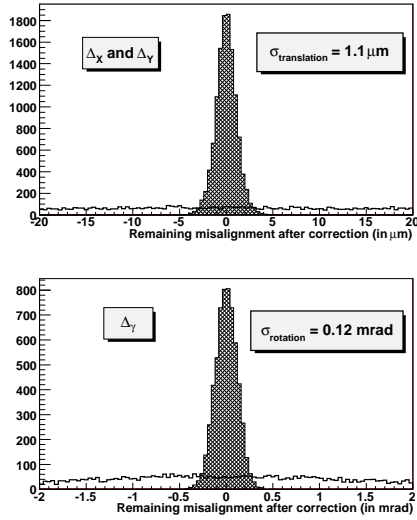 1800
1600
1400
1200
1000
800
600
400
200
0
Δ_X and Δ_Y
σ_translation = 1.1 μm
-20 -15 -10 -5 0 5 10 15 20
Remaining misalignment after correction (in μm)
800
700
600
500
400
300
200
100
0
Δ_γ
σ_rotation = 0.12 mrad
-2 -1.5 -1 -0.5 0 0.5 1 1.5 2
Remaining misalignment after correction (in mrad)